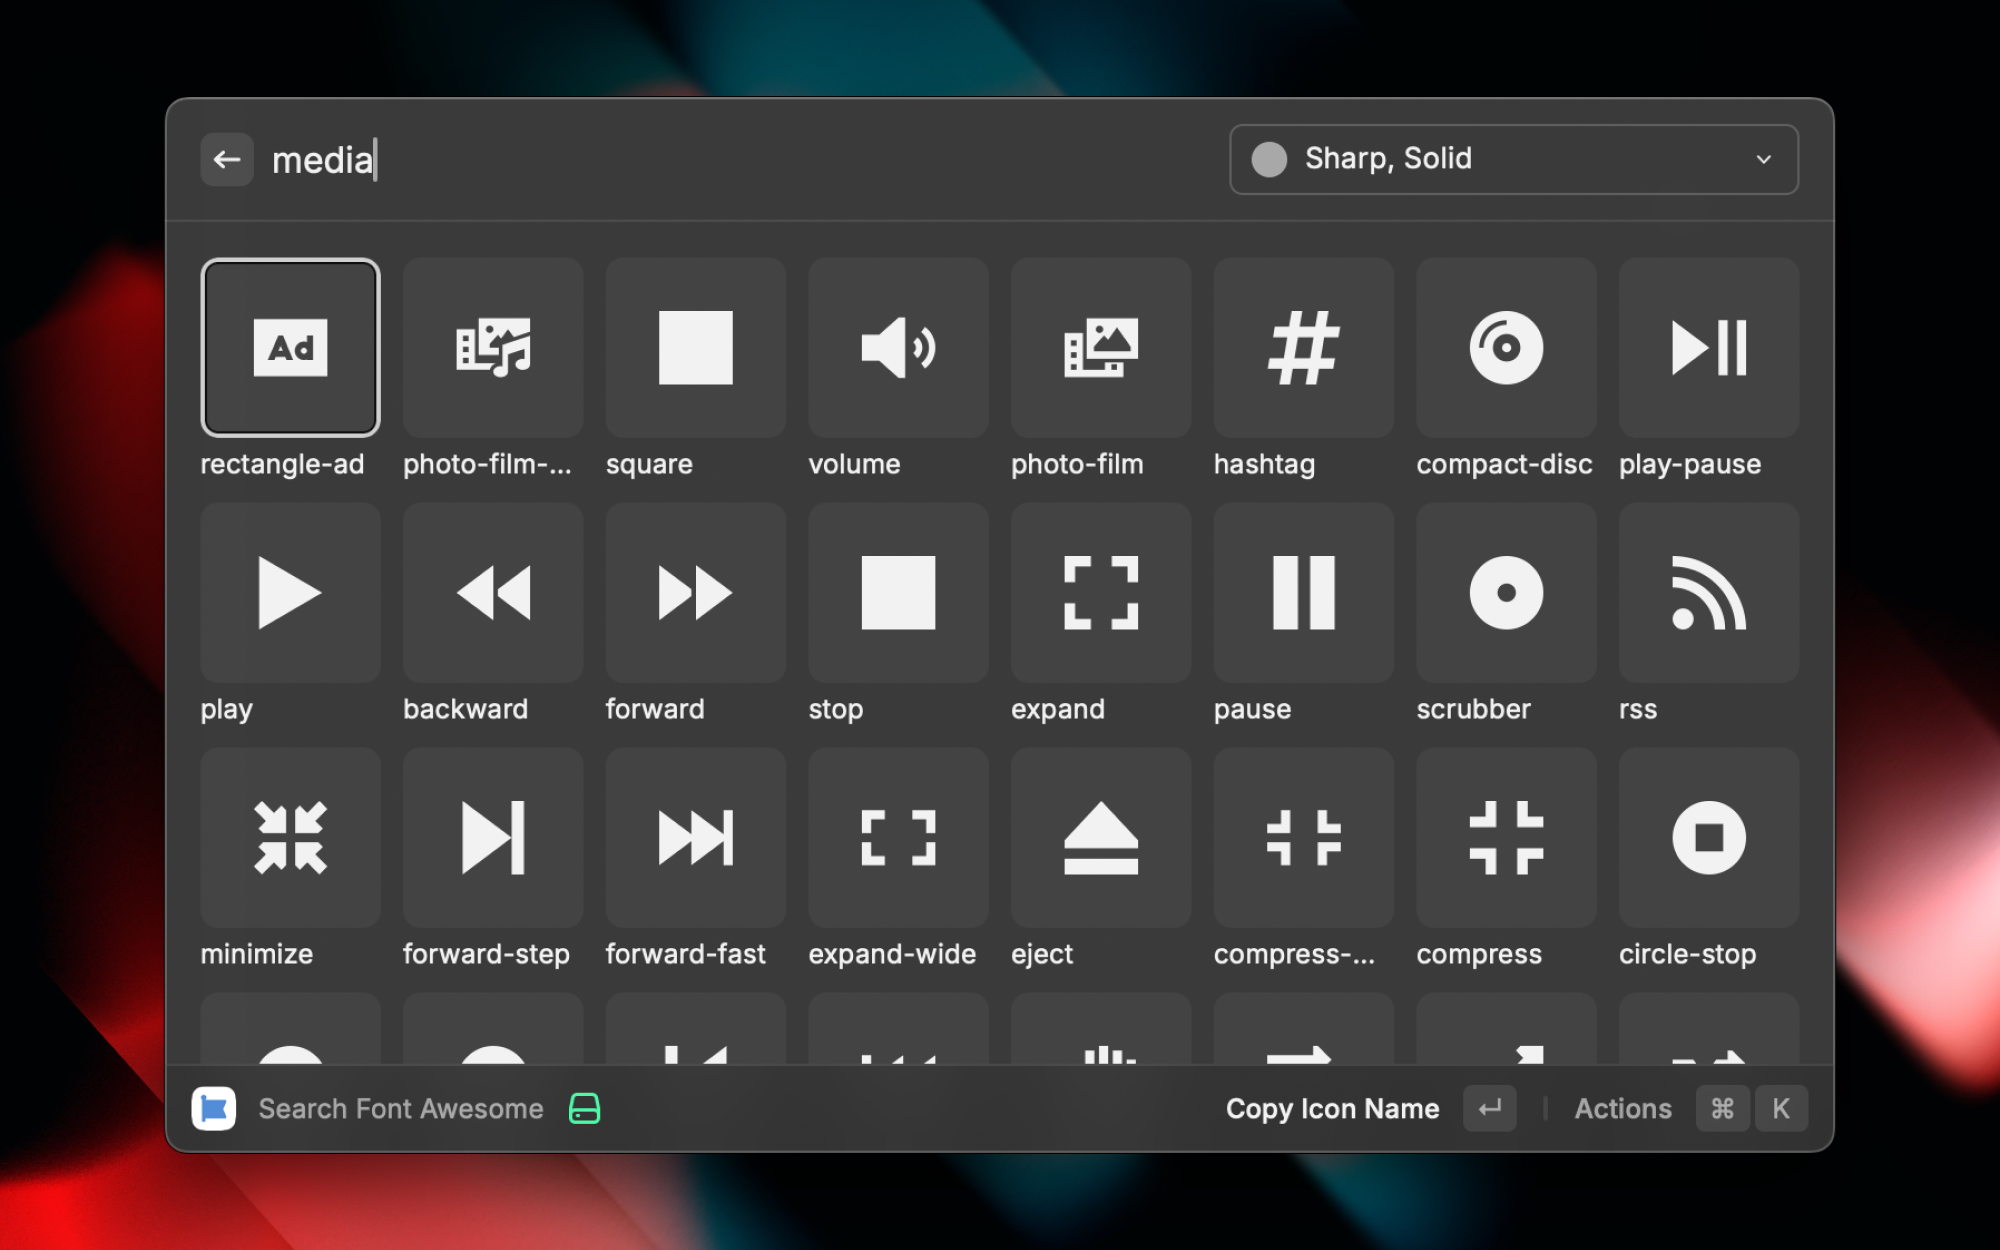 media
Sharp, Solid
Ad
rectangle-ad photo-film-... square volume photo-film hashtag compact-disc play-pause
play backward forward stop expand pause scrubber rss
minimize forward-step forward-fast expand-wide eject compress-... compress circle-stop
Search Font Awesome Copy Icon Name ↵ Actions ⌘ K